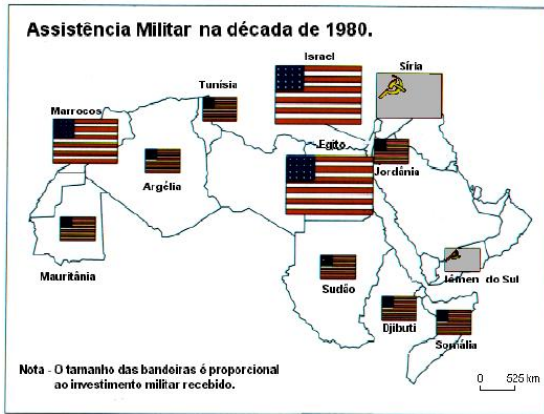 Assistência Militar na década de 1980.
Israel
Síria
Tunísia
Marrocos
Egito
Jordânia
Argélia
Mauritânia
Iémen do Sul
Sudão
Djibuti
Somália
Nota - O tamanho das bandeiras é proporcional
ao investimento militar recebido.
0 525 km